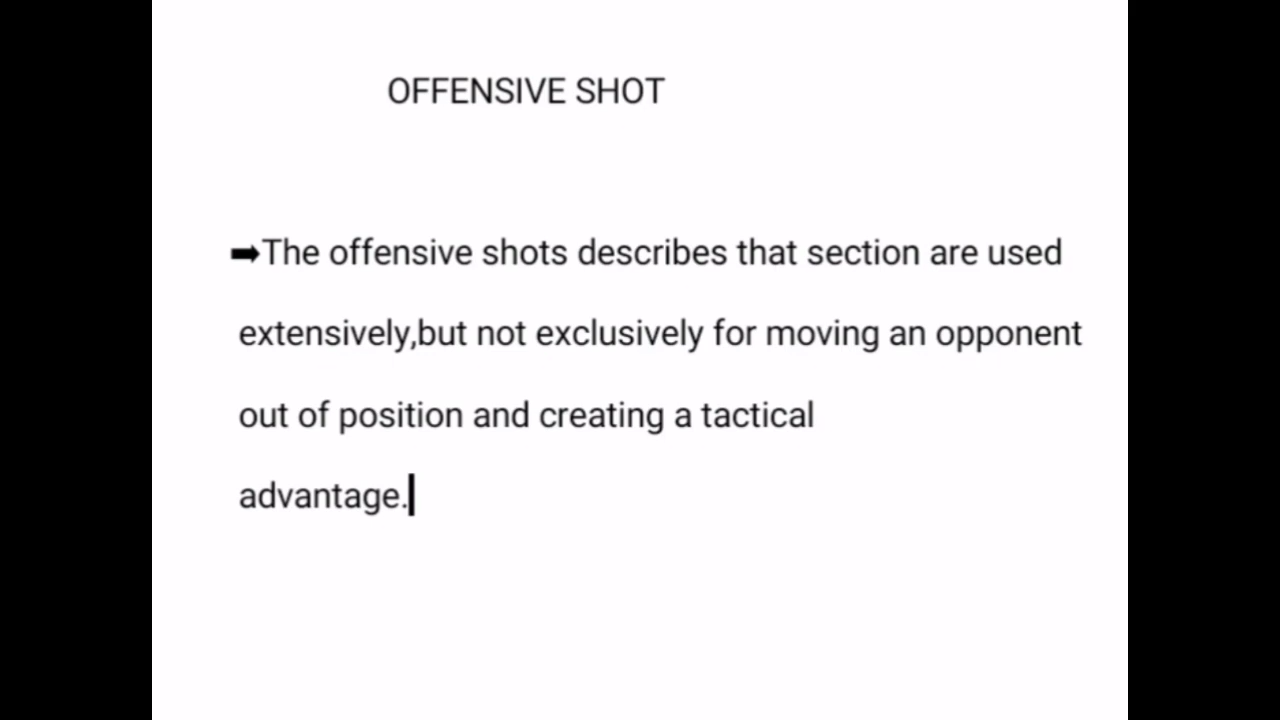 OFFENSIVE SHOT
➡The offensive shots describes that section are used
extensively,but not exclusively for moving an opponent
out of position and creating a tactical
advantage.